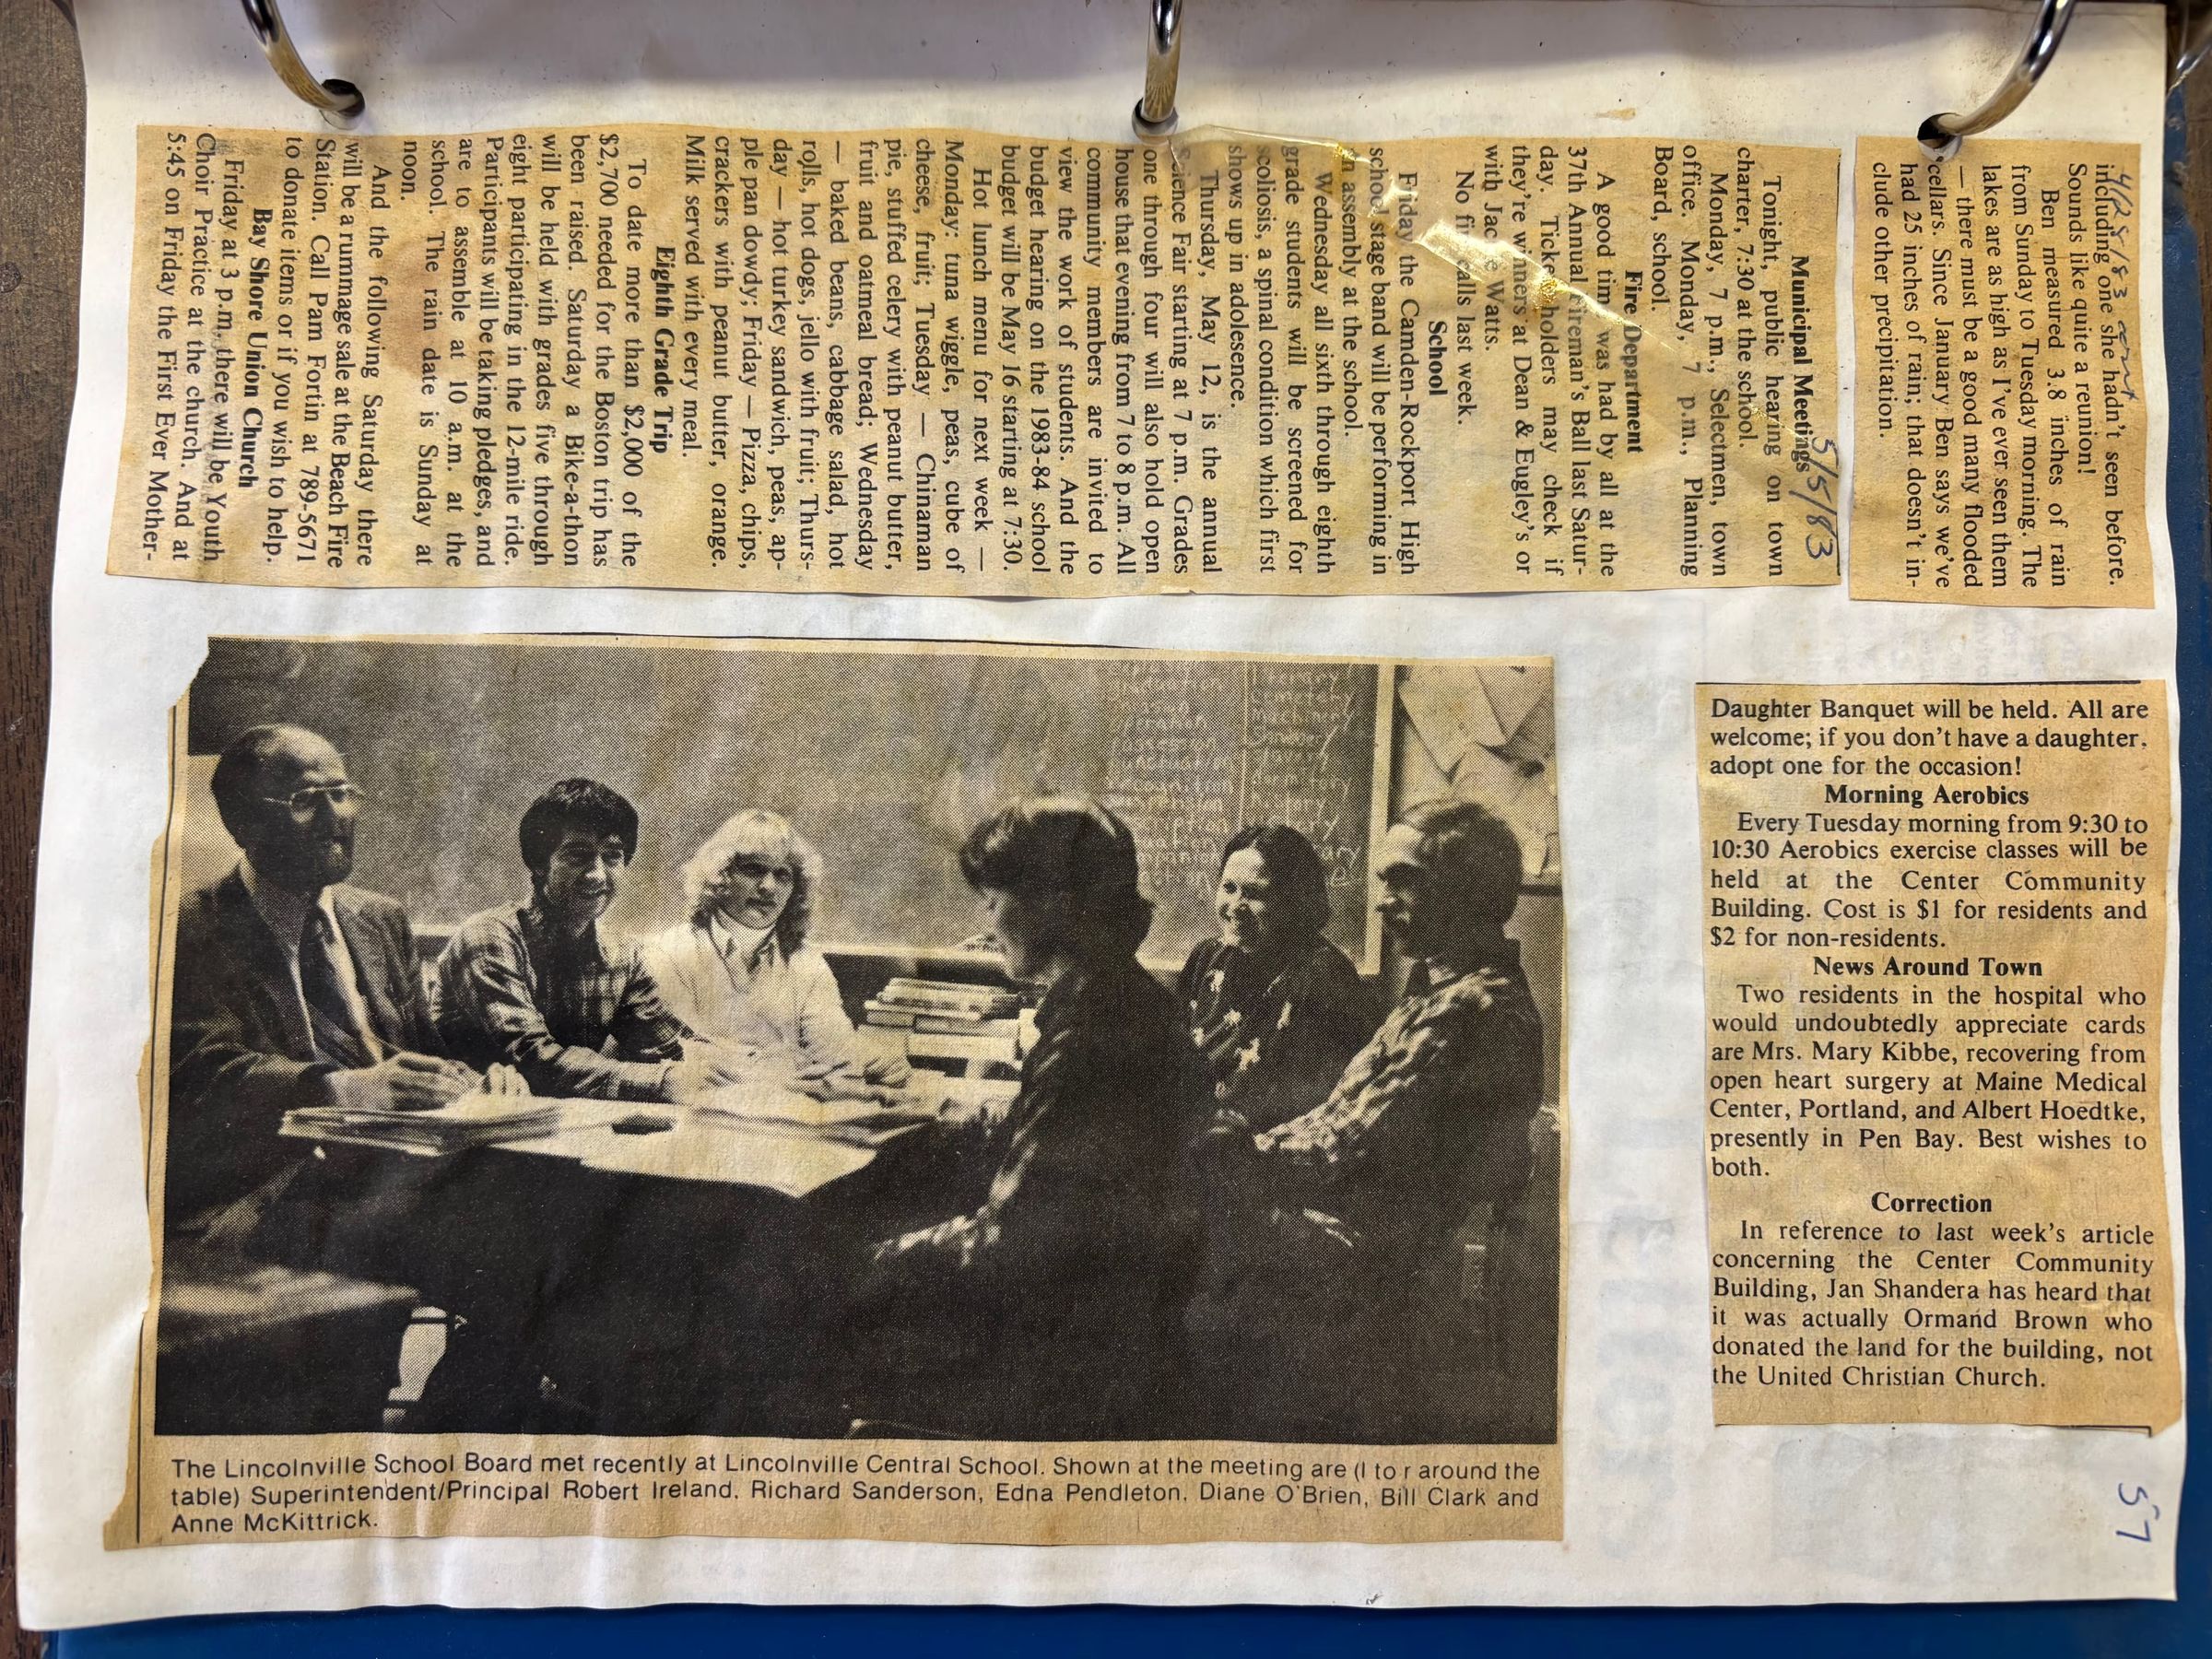 4/28/83 cont
including one she hadn't seen before.
Sounds like quite a reunion!
Ben measured 3.8 inches of rain
from Sunday to Tuesday morning. The
lakes are as high as I've ever seen them
— there must be a good many flooded
cellars. Since January Ben says we've
had 25 inches of rain; that doesn't in-
clude other precipitation.
5/5/83
Municipal Meetings
Tonight, public hearing on town
charter, 7:30 at the school.
Monday, 7 p.m., Selectmen, town
office. Monday, 7 p.m., Planning
Board, school.
Fire Department
A good time was had by all at the
37th Annual Fireman's Ball last Satur-
day. Ticket holders may check if
they're winners at Dean & Eugley's or
with Jac Watts.
No fire calls last week.
School
Friday the Camden-Rockport High
school stage band will be performing in
an assembly at the school.
Wednesday all sixth through eighth
grade students will be screened for
scoliosis, a spinal condition which first
shows up in adolesence.
Thursday, May 12, is the annual
Science Fair starting at 7 p.m. Grades
one through four will also hold open
house that evening from 7 to 8 p.m. All
community members are invited to
view the work of students. And the
budget hearing on the 1983-84 school
budget will be May 16 starting at 7:30.
Hot lunch menu for next week —
Monday: tuna wiggle, peas, cube of
cheese, fruit; Tuesday — Chinaman
pie, stuffed celery with peanut butter,
fruit and oatmeal bread; Wednesday
— baked beans, cabbage salad, hot
rolls, hot dogs, jello with fruit; Thurs-
day — hot turkey sandwich, peas, ap-
ple pan dowdy; Friday — Pizza, chips,
crackers with peanut butter, orange.
Milk served with every meal.
Eighth Grade Trip
To date more than $2,000 of the
$2,700 needed for the Boston trip has
been raised. Saturday a Bike-a-thon
will be held with grades five through
eight participating in the 12-mile ride.
Participants will be taking pledges, and
are to assemble at 10 a.m. at the
school. The rain date is Sunday at
noon.
And the following Saturday there
will be a rummage sale at the Beach Fire
Station. Call Pam Fortin at 789-5671
to donate items or if you wish to help.
Bay Shore Union Church
Friday at 3 p.m. there will be Youth
Choir Practice at the church. And at
5:45 on Friday the First Ever Mother-
Daughter Banquet will be held. All are
welcome; if you don't have a daughter,
adopt one for the occasion!
Morning Aerobics
Every Tuesday morning from 9:30 to
10:30 Aerobics exercise classes will be
held at the Center Community
Building. Cost is $1 for residents and
$2 for non-residents.
News Around Town
Two residents in the hospital who
would undoubtedly appreciate cards
are Mrs. Mary Kibbe, recovering from
open heart surgery at Maine Medical
Center, Portland, and Albert Hoedtke,
presently in Pen Bay. Best wishes to
both.
Correction
In reference to last week's article
concerning the Center Community
Building, Jan Shandera has heard that
it was actually Ormand Brown who
donated the land for the building, not
the United Christian Church.
literary
graduation
cemetery
machinery
The Lincolnville School Board met recently at Lincolnville Central School. Shown at the meeting are (l to r around the
table) Superintendent/Principal Robert Ireland, Richard Sanderson, Edna Pendleton, Diane O'Brien, Bill Clark and
Anne McKittrick.
57